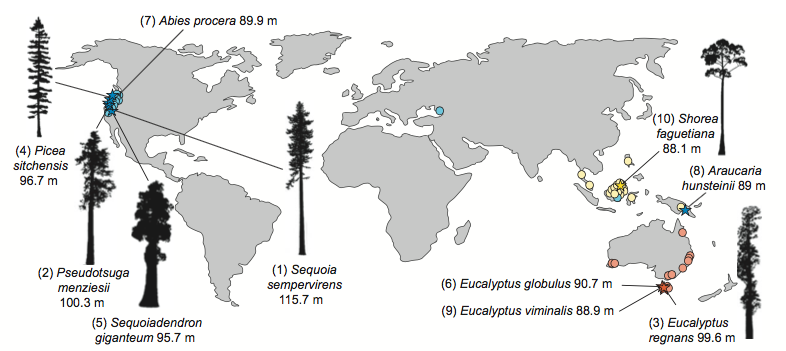 (7) Abies procera 89.9 m
(10) Shorea
faguetiana
88.1 m
(4) Picea
sitchensis
96.7 m
(8) Araucaria
hunsteinii 89 m
(2) Pseudotsuga
menziesii
100.3 m
(1) Sequoia
sempervirens
115.7 m
(6) Eucalyptus globulus 90.7 m
(9) Eucalyptus viminalis 88.9 m
(5) Sequoiadendron
giganteum 95.7 m
(3) Eucalyptus
regnans 99.6 m